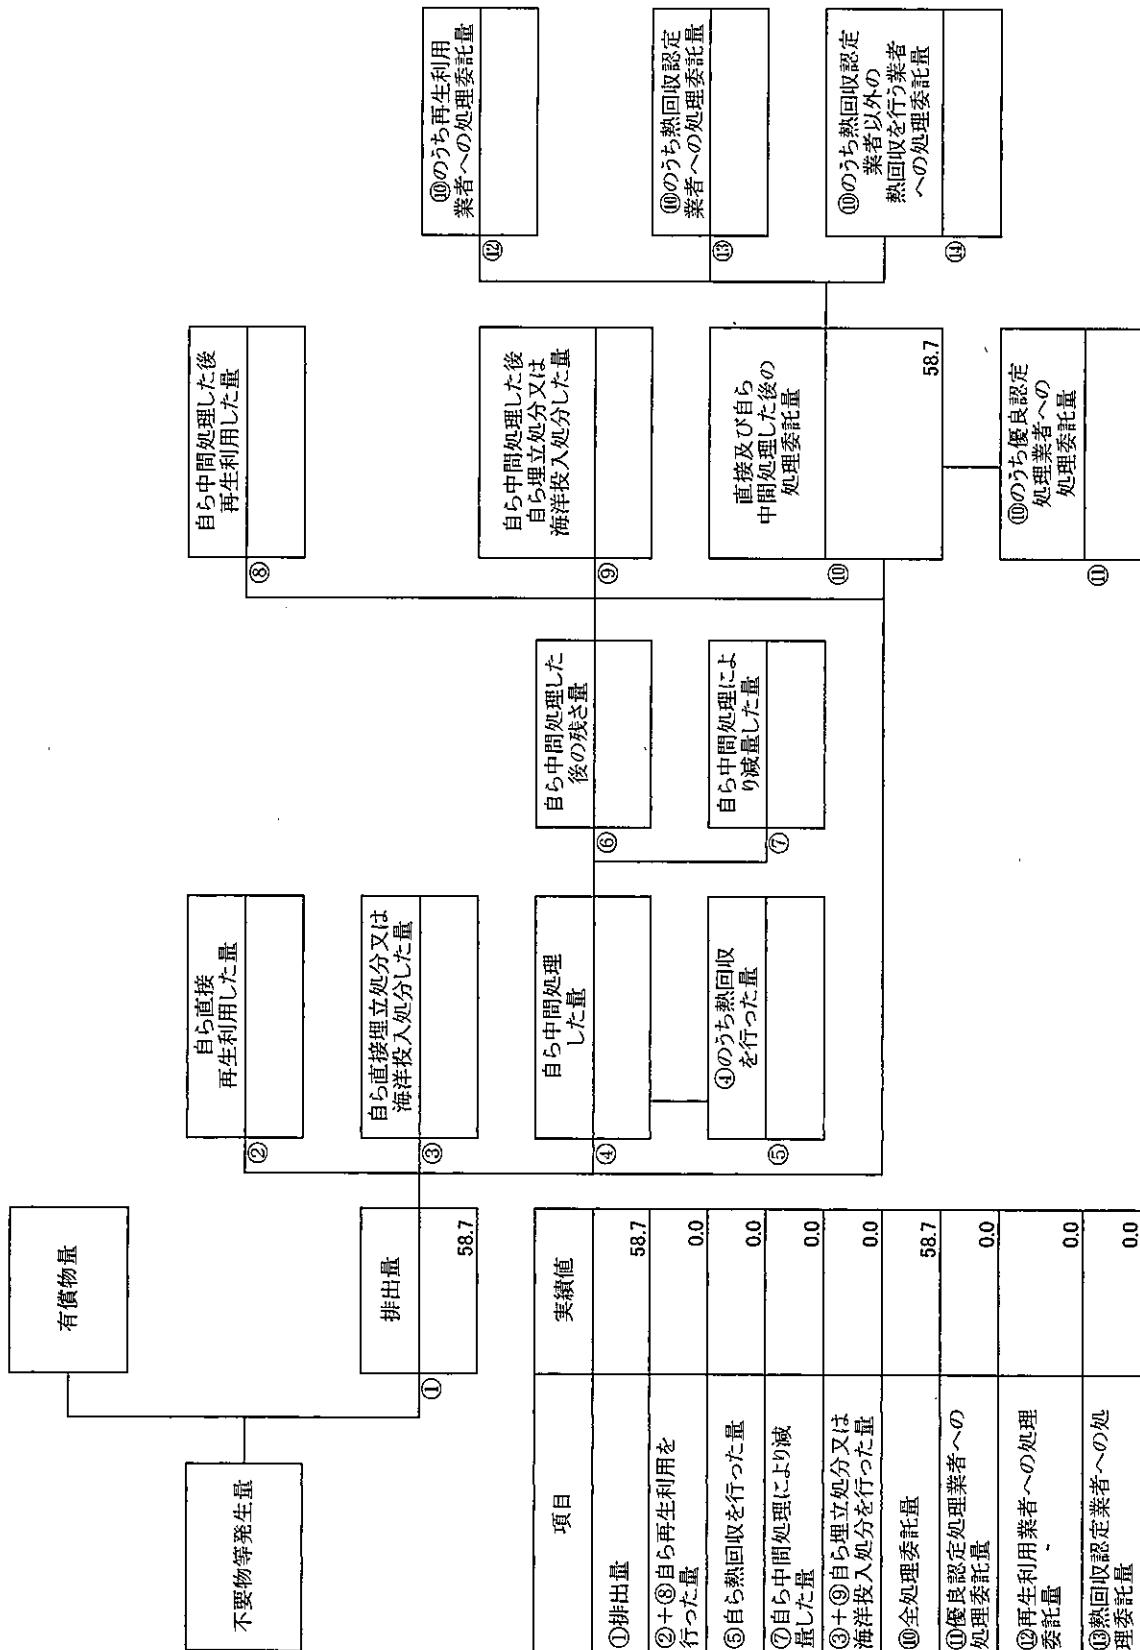 不要物等発生量
有償物量
排出量
①
58.7
自ら直接
再生利用した量
②
自ら直接埋立処分又は
海洋投入処分した量
③
自ら中間処理
した量
④
④のうち熱回収
を行った量
⑤
自ら中間処理した
後の残さ量
⑥
自ら中間処理によ
り減量した量
⑦
自ら中間処理した後
再生利用した量
⑧
自ら中間処理した後
自ら埋立処分又は
海洋投入処分した量
⑨
直接及び自ら
中間処理した後の
処理委託量
⑩
58.7
⑩のうち優良認定
処理業者への
処理委託量
⑪
⑩のうち再生利用
業者への処理委託量
⑫
⑩のうち熱回収認定
業者への処理委託量
⑬
⑩のうち熱回収認定
業者以外の
熱回収を行う業者
への処理委託量
⑭
項目 実績値
①排出量 58.7
②+⑧自ら再生利用を
行った量 0.0
⑤自ら熱回収を行った量 0.0
⑦自ら中間処理により減
量した量 0.0
③+⑨自ら埋立処分又は
海洋投入処分を行った量 0.0
⑩全処理委託量 58.7
⑪優良認定処理業者への
処理委託量 0.0
⑫再生利用業者への処理
委託量 0.0
⑬熱回収認定業者への処
理委託量 0.0